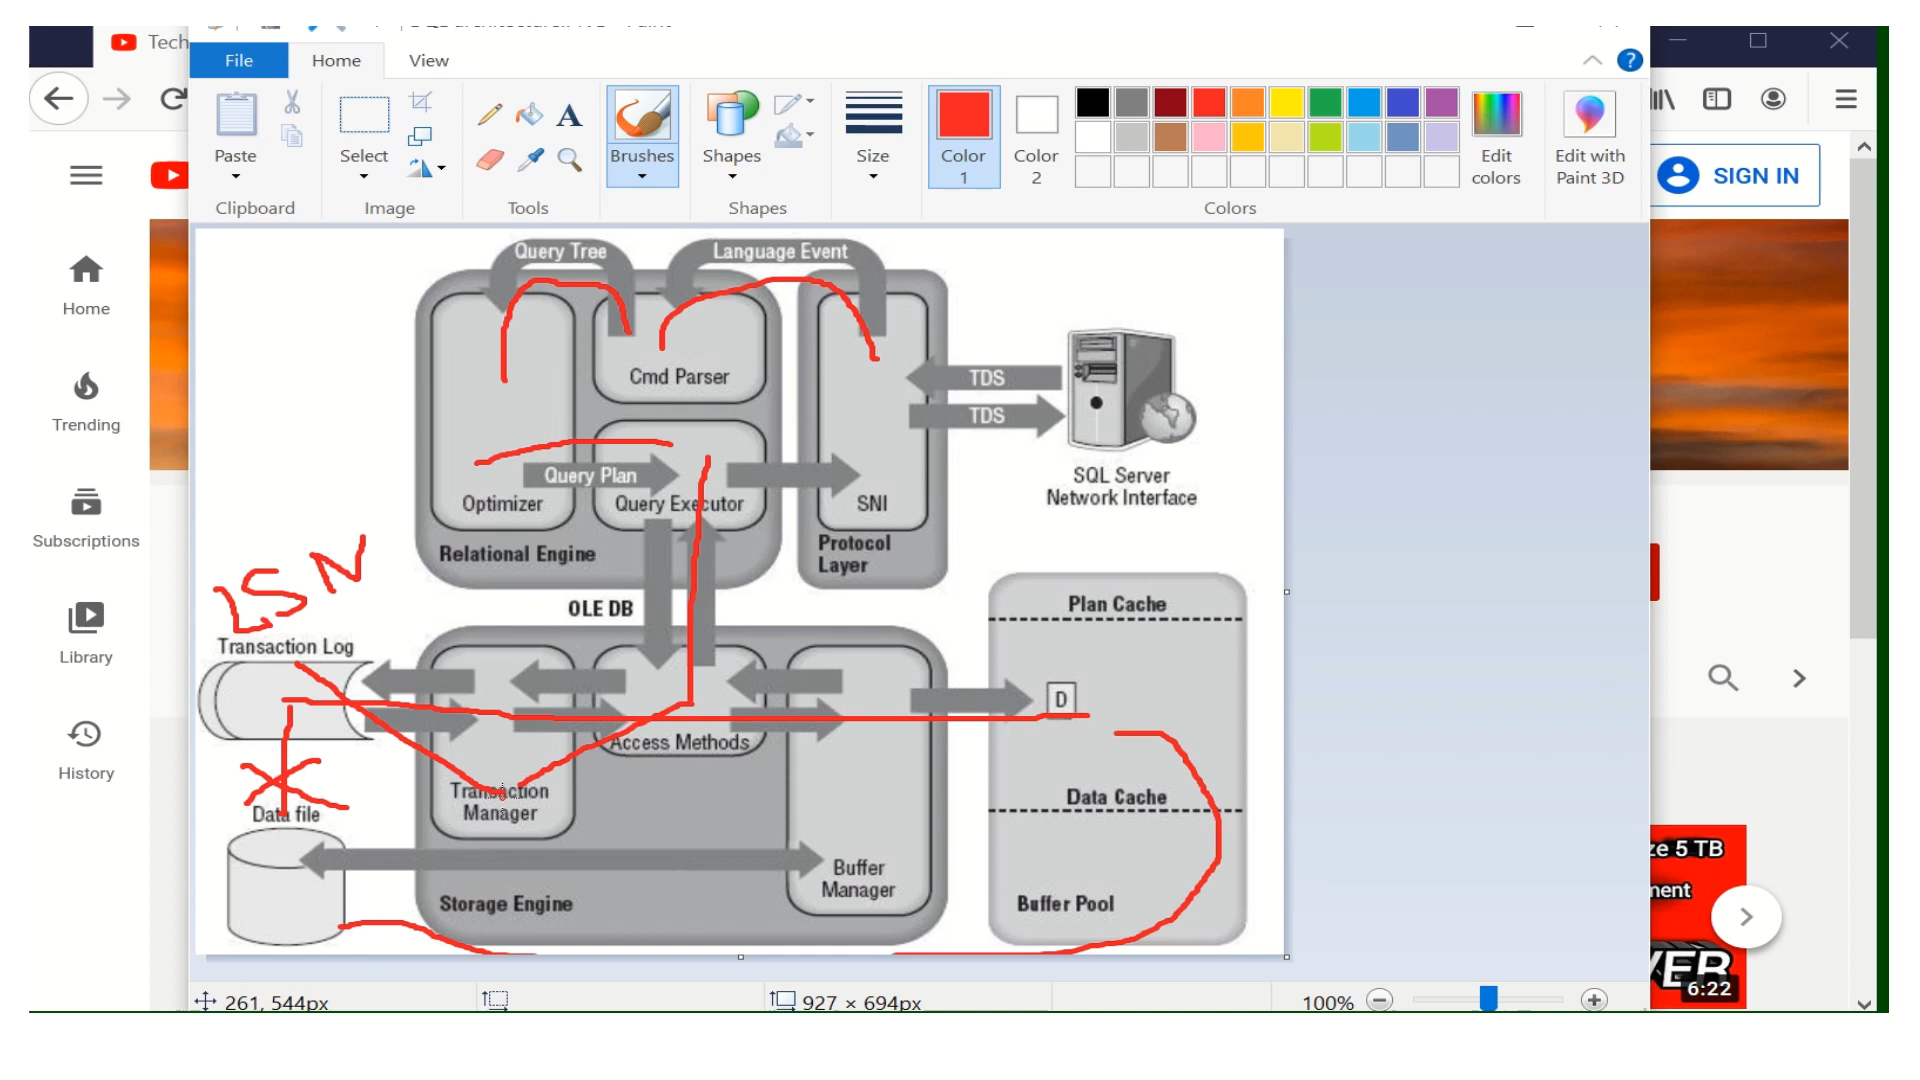 Tech
File
Home
View
Paste
Select
Brushes
Shapes
Size
Color
1
Color
2
Edit
colors
Edit with
Paint 3D
Clipboard
Image
Tools
Shapes
Colors
SIGN IN
Home
Trending
Subscriptions
Library
History
Query Tree
Language Event
Cmd Parser
TDS
TDS
Query Plan
Optimizer
Query Executor
SNI
SQL Server
Network Interface
Relational Engine
Protocol
Layer
LSN
OLE DB
Plan Cache
Transaction Log
D
Access Methods
Transaction
Manager
Data Cache
Data file
Buffer
Manager
Storage Engine
Buffer Pool
ze 5 TB
ment
VER
6:22
261, 544px
927 × 694px
100%